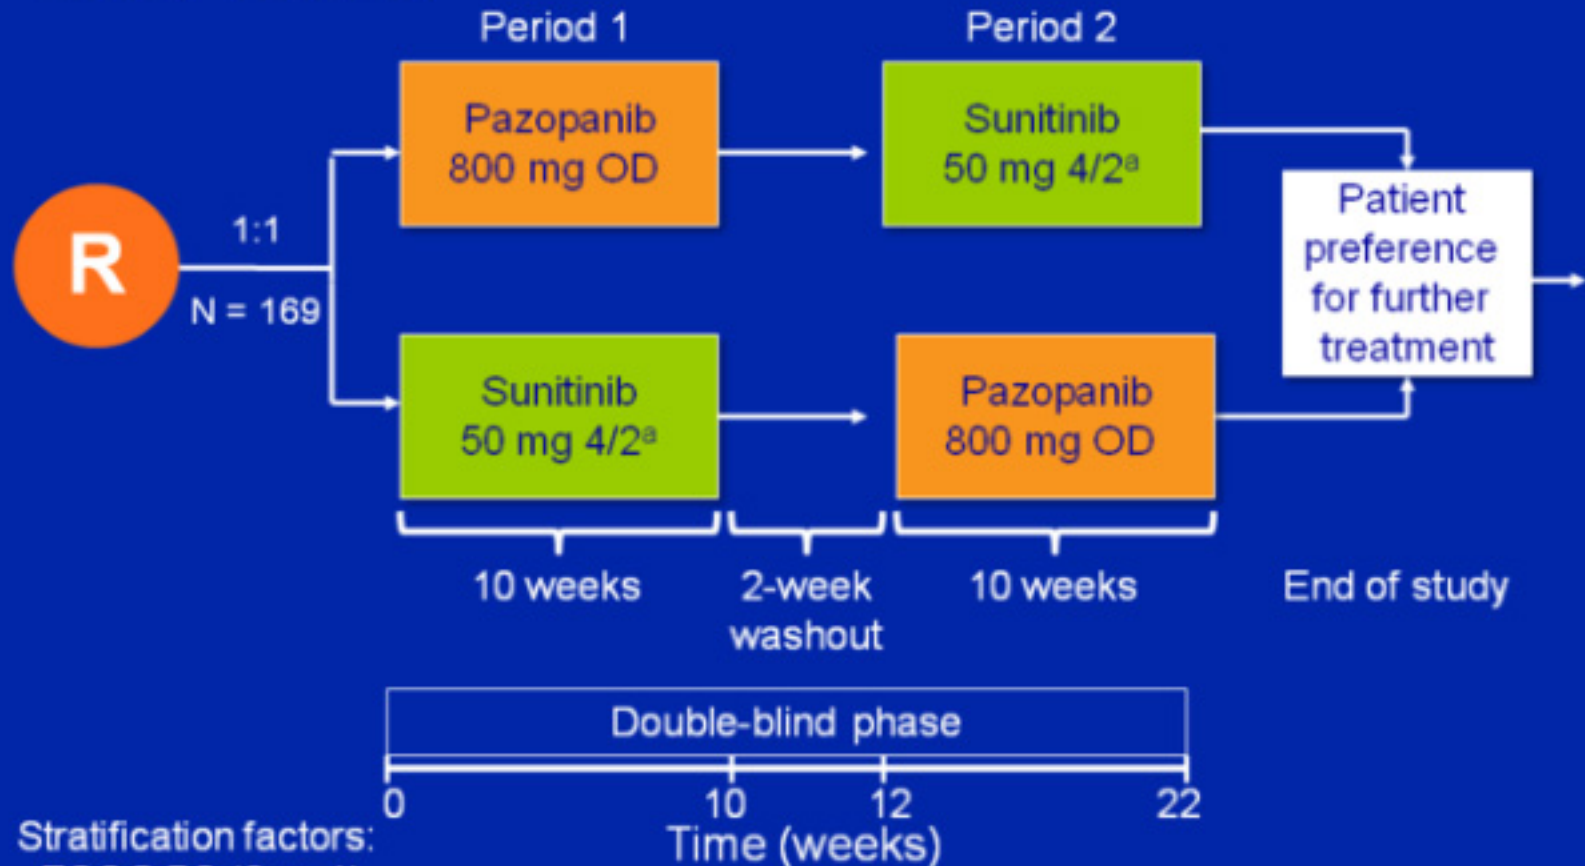 Period 1
Period 2
Pazopanib
800 mg OD
Sunitinib
50 mg 4/2ª
R
1:1
N = 169
Patient
preference
for further
treatment
Sunitinib
50 mg 4/2ª
Pazopanib
800 mg OD
10 weeks
2-week
washout
10 weeks
End of study
Double-blind phase
0 10 12 22
Time (weeks)
Stratification factors: